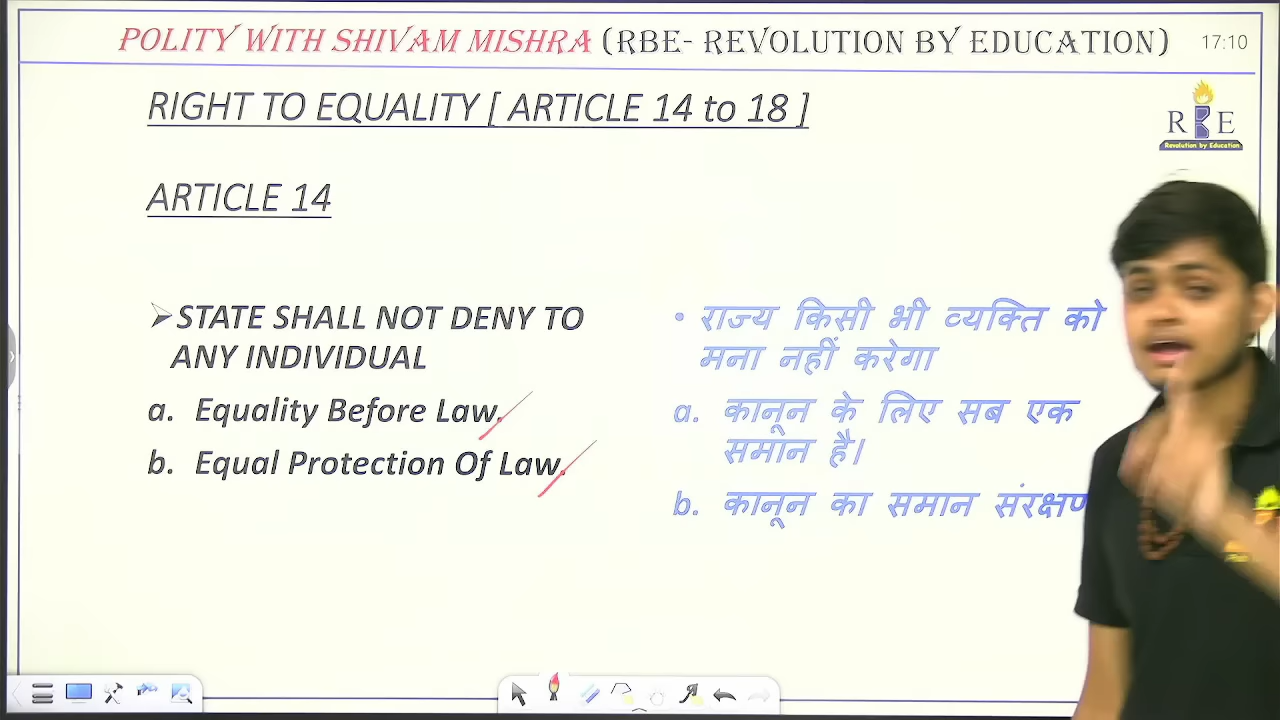 POLITY WITH SHIVAM MISHRA (RBE- REVOLUTION BY EDUCATION)
17:10
RIGHT TO EQUALITY [ ARTICLE 14 to 18 ]
R E
Revolution by Education
ARTICLE 14
➢STATE SHALL NOT DENY TO
ANY INDIVIDUAL
a. Equality Before Law.
b. Equal Protection Of Law.
• राज्य किसी भी व्यक्ति को
मना नहीं करेगा
a. कानून के लिए सब एक
समान है।
b. कानून का समान संरक्षण